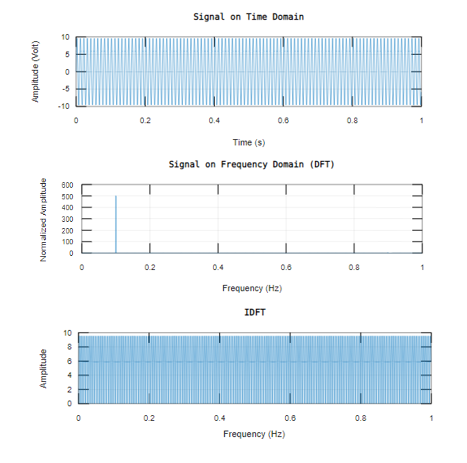 Signal on Time Domain
Amplitude (Volt)
10
5
0
-5
-10
0 0.2 0.4 0.6 0.8 1
Time (s)
Signal on Frequency Domain (DFT)
Normalized Amplitude
600
500
400
300
200
100
0
0 0.2 0.4 0.6 0.8 1
Frequency (Hz)
IDFT
Amplitude
10
8
6
4
2
0
0 0.2 0.4 0.6 0.8 1
Frequency (Hz)